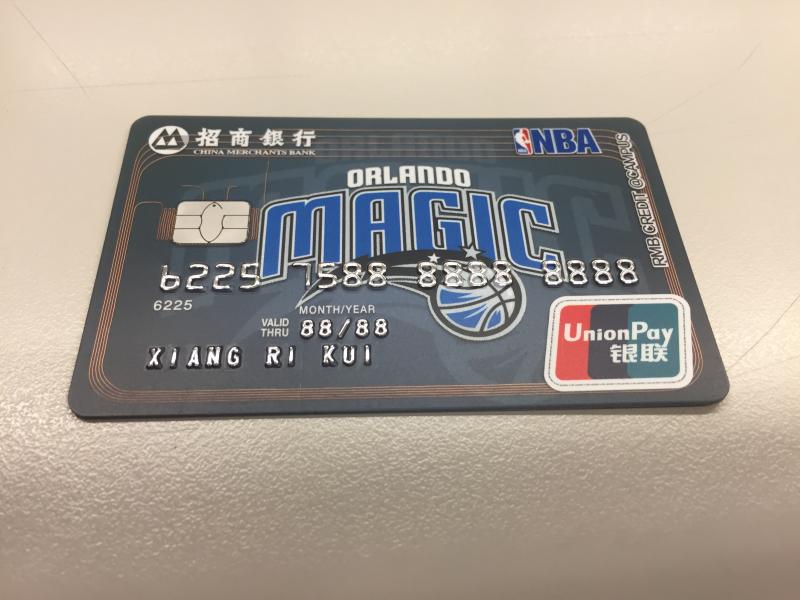 招商銀行
CHINA MERCHANTS BANK
NBA
RMB CREDIT @CAMPUS
ORLANDO
MAGIC
6225 7588 8888 8888
6225
MONTH/YEAR
VALID THRU 88/88
XIANG RI KUI
UnionPay
银联